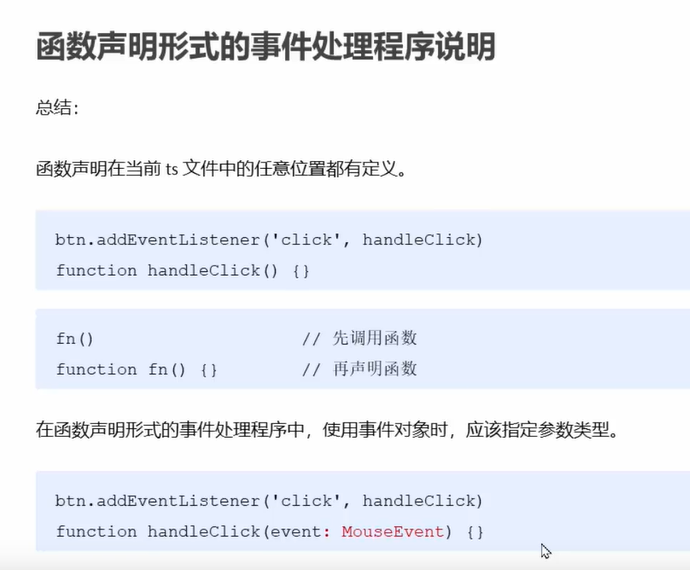 函数声明形式的事件处理程序说明
总结：
函数声明在当前 ts 文件中的任意位置都有定义。
btn.addEventListener('click', handleClick)
function handleClick() {}
fn() // 先调用函数
function fn() {} // 再声明函数
在函数声明形式的事件处理程序中，使用事件对象时，应该指定参数类型。
btn.addEventListener('click', handleClick)
function handleClick(event: MouseEvent) {}